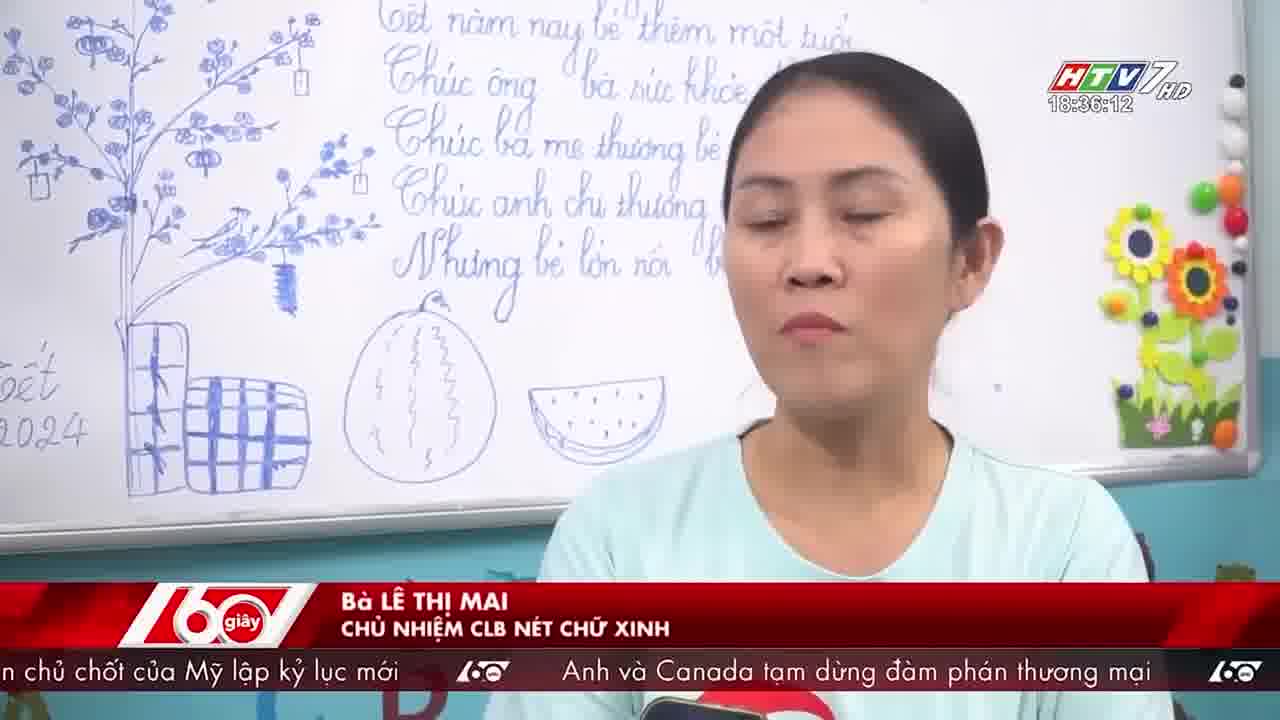 Tết năm nay bé thêm một tuổi
Chúc ông bà sức khỏe
Chúc ba mẹ thương bé
Chúc anh chị thương
Nhưng bé lớn rồi
HTV7 HD
18:36:12
Tết
2024
60 giây
Bà LÊ THỊ MAI
CHỦ NHIỆM CLB NÉT CHỮ XINH
n chủ chốt của Mỹ lập kỷ lục mới 60 giây Anh và Canada tạm dừng đàm phán thương mại 60